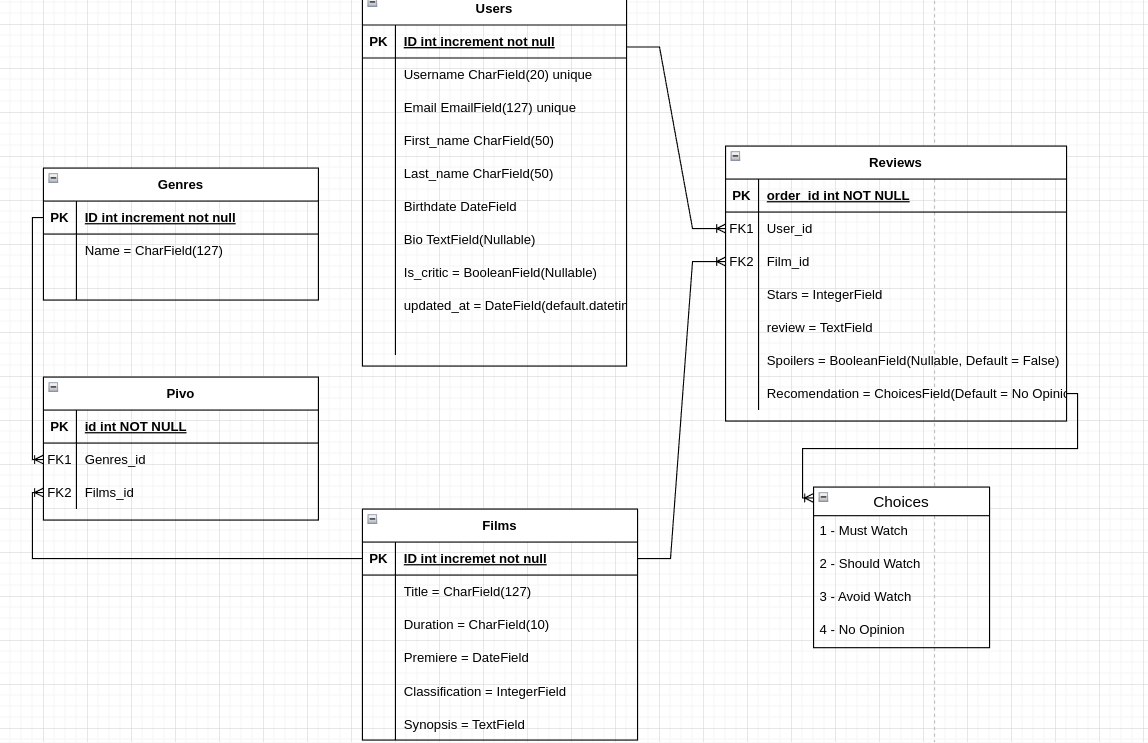 Users
PK ID int increment not null
Username CharField(20) unique
Email EmailField(127) unique
First_name CharField(50)
Last_name CharField(50)
Birthdate DateField
Bio TextField(Nullable)
Is_critic = BooleanField(Nullable)
updated_at = DateField(default.datetin
Genres
PK ID int increment not null
Name = CharField(127)
Pivo
PK id int NOT NULL
FK1 Genres_id
FK2 Films_id
Films
PK ID int incremet not null
Title = CharField(127)
Duration = CharField(10)
Premiere = DateField
Classification = IntegerField
Synopsis = TextField
Reviews
PK order_id int NOT NULL
FK1 User_id
FK2 Film_id
Stars = IntegerField
review = TextField
Spoilers = BooleanField(Nullable, Default = False)
Recomendation = ChoicesField(Default = No Opinic
Choices
1 - Must Watch
2 - Should Watch
3 - Avoid Watch
4 - No Opinion